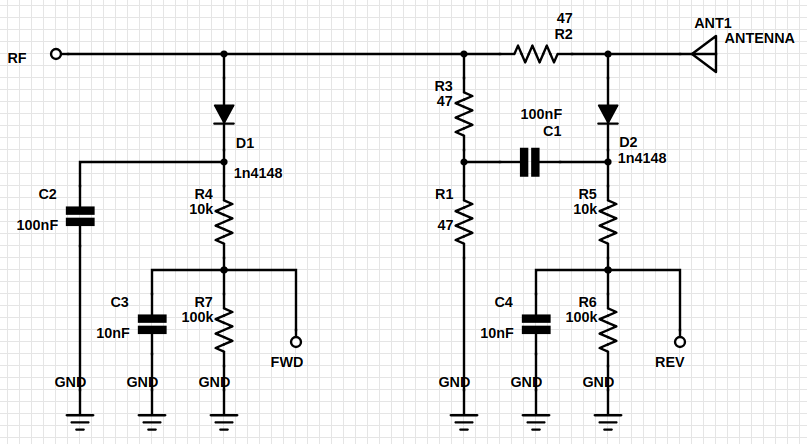 47
R2
ANT1
ANTENNA
RF
R3
47
100nF
C1
D1
1n4148
D2
1n4148
C2
100nF
R4
10k
R1
47
R5
10k
C3
10nF
R7
100k
FWD
C4
10nF
R6
100k
REV
GND
GND
GND
GND
GND
GND